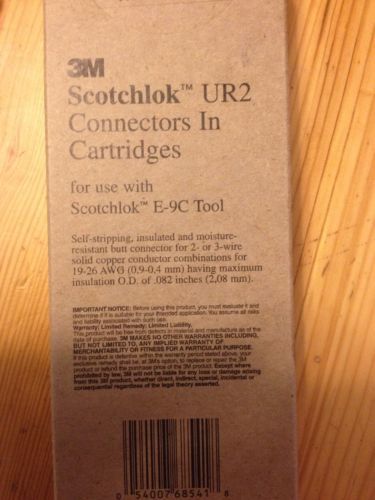 3M
Scotchlok™ UR2
Connectors In
Cartridges
for use with
Scotchlok™ E-9C Tool
Self-stripping, insulated and moisture-
resistant butt connector for 2- or 3-wire
solid copper conductor combinations for
19-26 AWG (0,9-0,4 mm) having maximum
insulation O.D. of .082 inches (2,08 mm).
IMPORTANT NOTICE: Before using this product, you must evaluate it and
determine if it is suitable for your intended application. You assume all risks
and liability associated with such use.
Warranty; Limited Remedy; Limited Liability.
This product will be free from defects in material and manufacture as of the
date of purchase. 3M MAKES NO OTHER WARRANTIES INCLUDING,
BUT NOT LIMITED TO, ANY IMPLIED WARRANTY OF
MERCHANTABILITY OR FITNESS FOR A PARTICULAR PURPOSE.
If this product is defective within the warranty period stated above, your
exclusive remedy shall be, at 3M's option, to replace or repair the 3M
product or refund the purchase price of the 3M product. Except where
prohibited by law, 3M will not be liable for any loss or damage arising
from this 3M product, whether direct, indirect, special, incidental or
consequential regardless of the legal theory asserted.
0 54007 68541 8